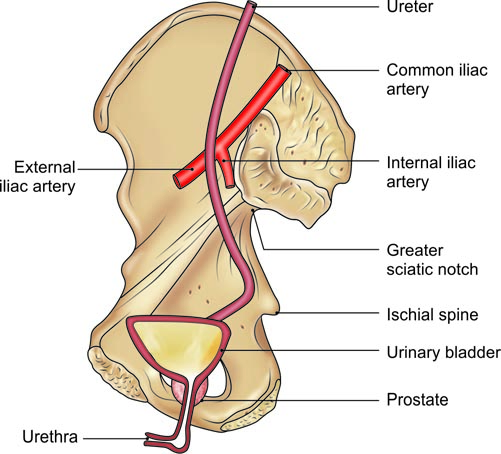 Ureter
Common iliac
artery
External
iliac artery
Internal iliac
artery
Greater
sciatic notch
Ischial spine
Urinary bladder
Prostate
Urethra